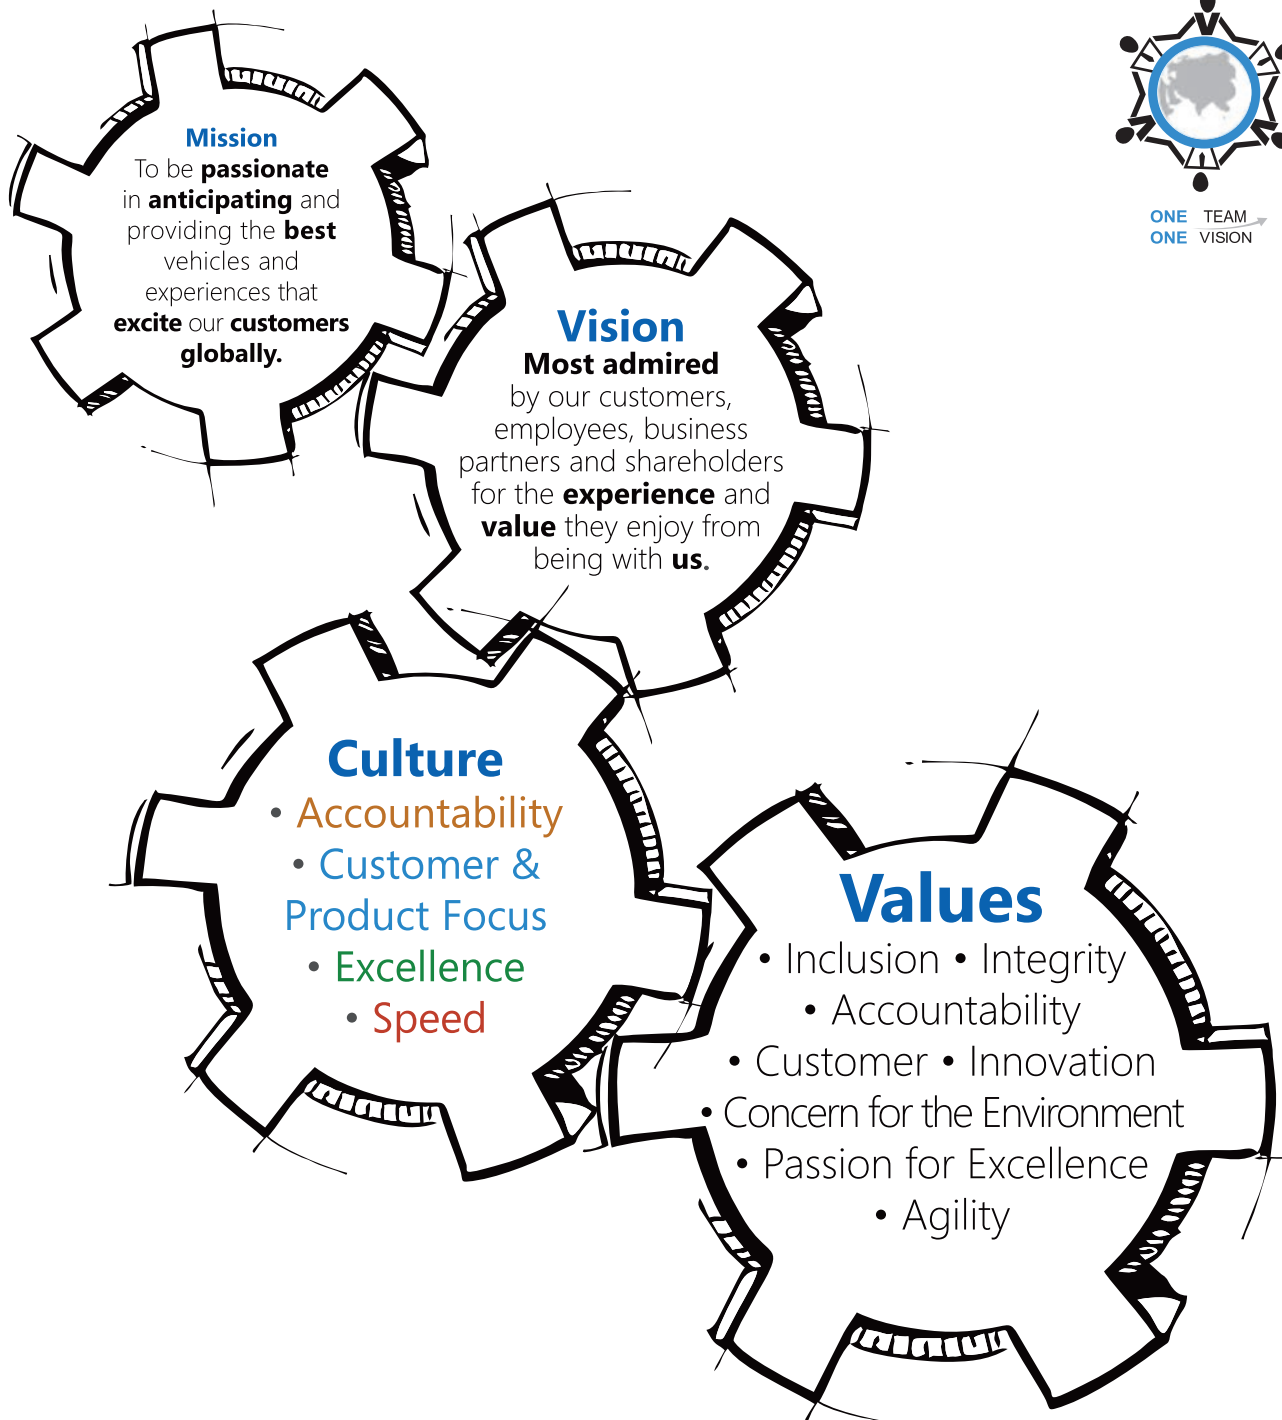 Mission
To be passionate
in anticipating and
providing the best
vehicles and
experiences that
excite our customers
globally.
ONE TEAM
ONE VISION
Vision
Most admired
by our customers,
employees, business
partners and shareholders
for the experience and
value they enjoy from
being with us.
Culture
• Accountability
• Customer &
Product Focus
• Excellence
• Speed
Values
• Inclusion • Integrity
• Accountability
• Customer • Innovation
• Concern for the Environment
• Passion for Excellence
• Agility